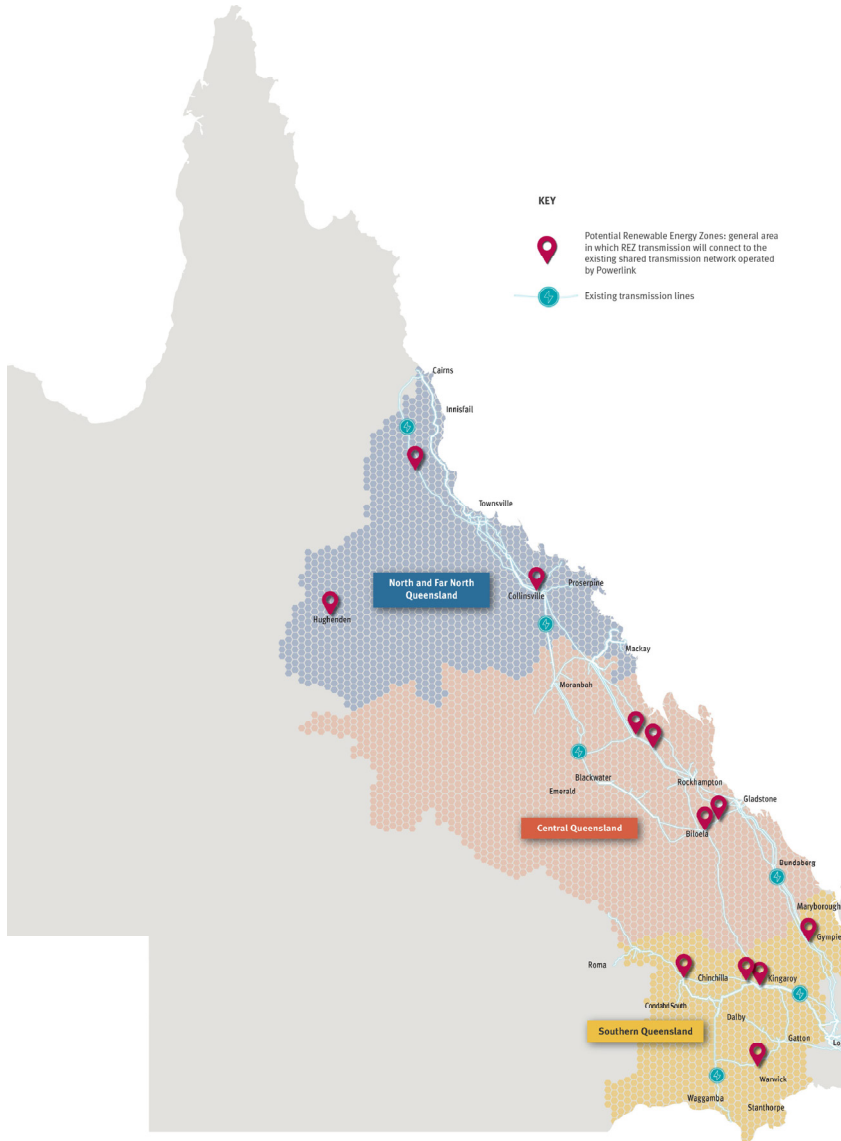 KEY
Potential Renewable Energy Zones: general area
in which REZ transmission will connect to the
existing shared transmission network operated
by Powerlink
Existing transmission lines
Cairns
Innisfail
Townsville
North and Far North
Queensland
Proserpine
Collinsville
Hughenden
Mackay
Moranbah
Rockhampton
Blackwater
Emerald
Gladstone
Central Queensland
Biloela
Bundaberg
Maryborough
Gympie
Roma
Chinchilla
Kingaroy
Dalby
Southern Queensland
Gatton
Lo
Warwick
Waggamba
Stanthorpe